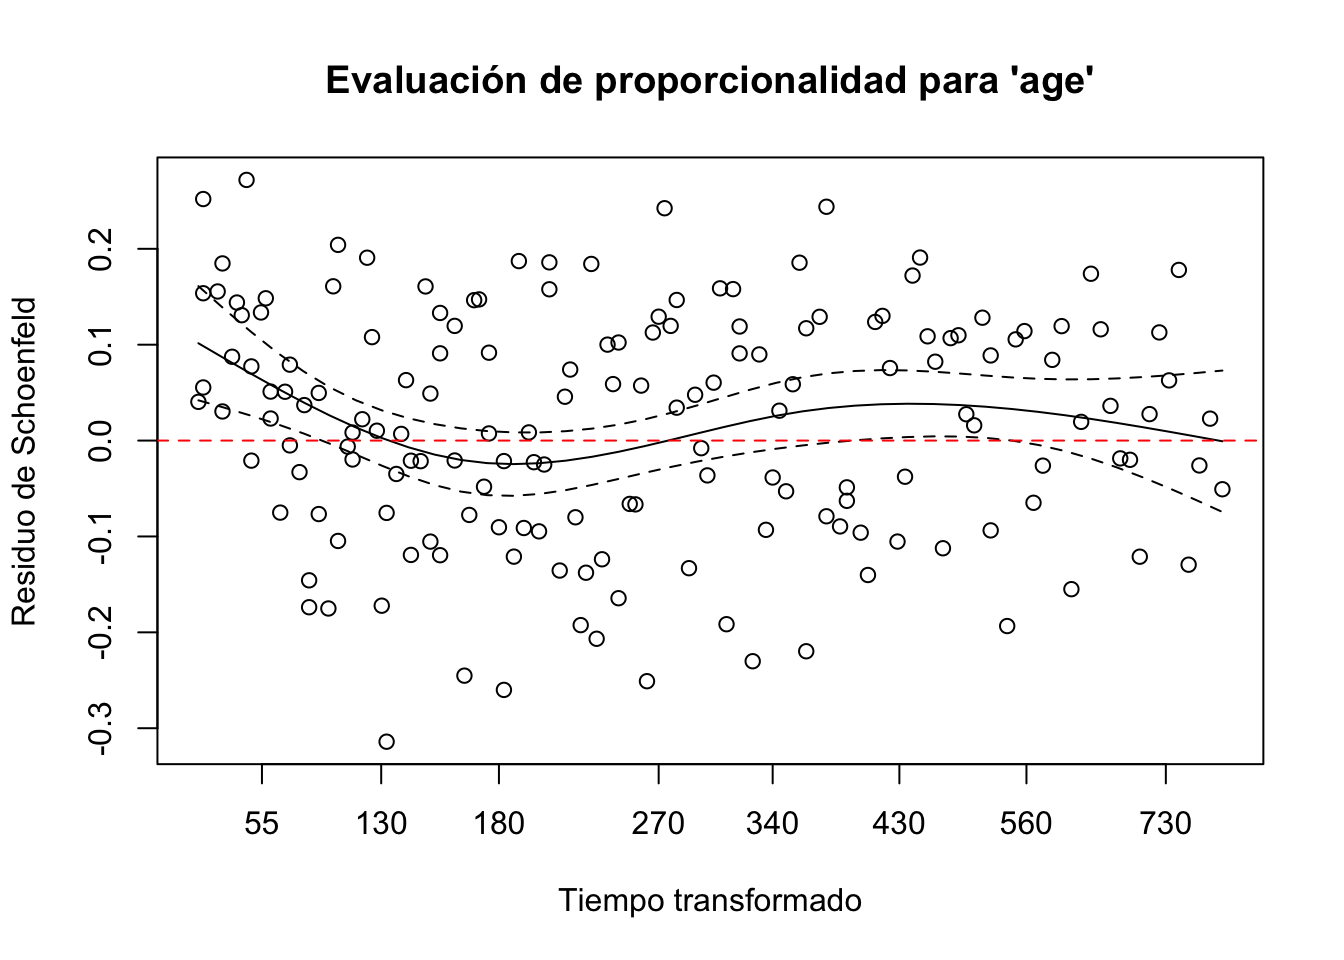 Evaluación de proporcionalidad para 'age'
Residuo de Schoenfeld
0.2
0.1
0.0
-0.1
-0.2
-0.3
55 130 180 270 340 430 560 730
Tiempo transformado